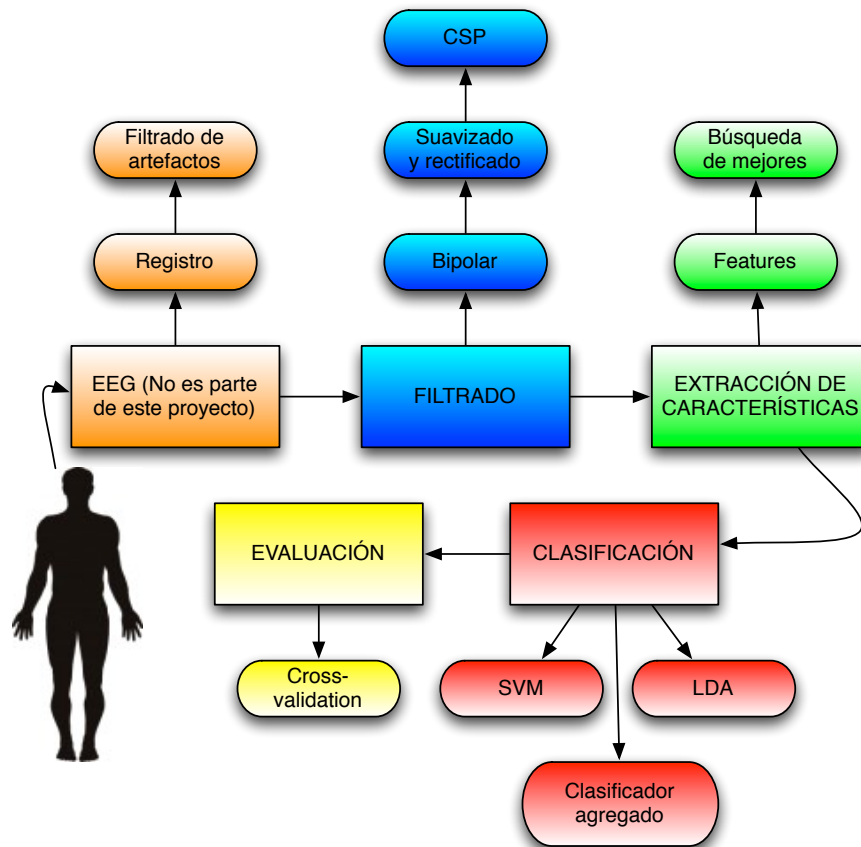 CSP
Filtrado de
artefactos
Suavizado
y rectificado
Búsqueda
de mejores
Registro
Bipolar
Features
EEG (No es parte
de este proyecto)
FILTRADO
EXTRACCIÓN DE
CARACTERÍSTICAS
EVALUACIÓN
CLASIFICACIÓN
Cross-
validation
SVM
LDA
Clasificador
agregado